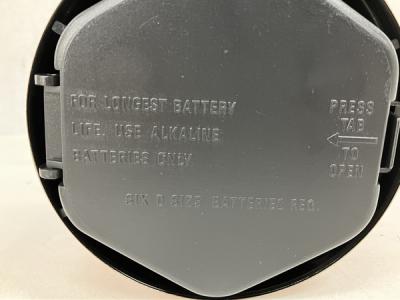 FOR LONGEST BATTERY
LIFE, USE ALKALINE
BATTERIES ONLY
PRESS
TAB
TO
OPEN
SIX D SIZE BATTERIES REQ.